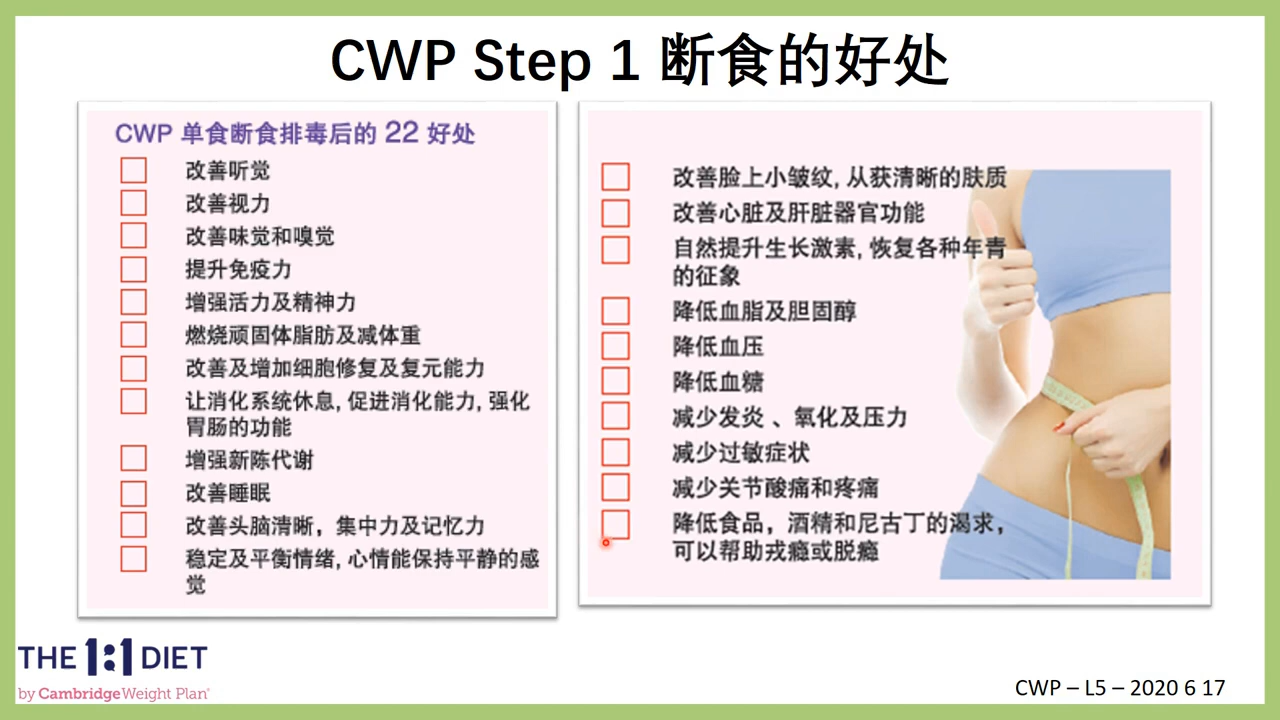 CWP Step 1 断食的好处
CWP 单食断食排毒后的 22 好处
改善听觉
改善视力
改善味觉和嗅觉
提升免疫力
增强活力及精神力
燃烧顽固体脂肪及减体重
改善及增加细胞修复及复元能力
让消化系统休息, 促进消化能力, 强化
胃肠的功能
增强新陈代谢
改善睡眠
改善头脑清晰，集中力及记忆力
稳定及平衡情绪, 心情能保持平静的感
觉
改善脸上小皱纹, 从获清晰的肤质
改善心脏及肝脏器官功能
自然提升生长激素, 恢复各种年青
的征象
降低血脂及胆固醇
降低血压
降低血糖
减少发炎 、氧化及压力
减少过敏症状
减少关节酸痛和疼痛
降低食品，酒精和尼古丁的渴求，
可以帮助戎瘾或脱瘾
THE 1:1 DIET
by Cambridge Weight Plan®
CWP – L5 – 2020 6 17